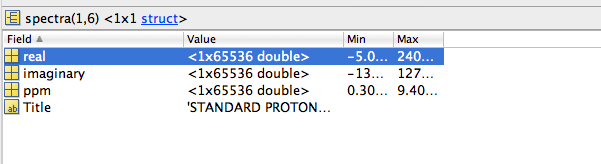 spectra(1,6) <1x1 struct>
Field Value Min Max
real <1x65536 double> -5.0... 240...
imaginary <1x65536 double> -13... 127...
ppm <1x65536 double> 0.30... 9.40...
ab Title 'STANDARD PROTON...